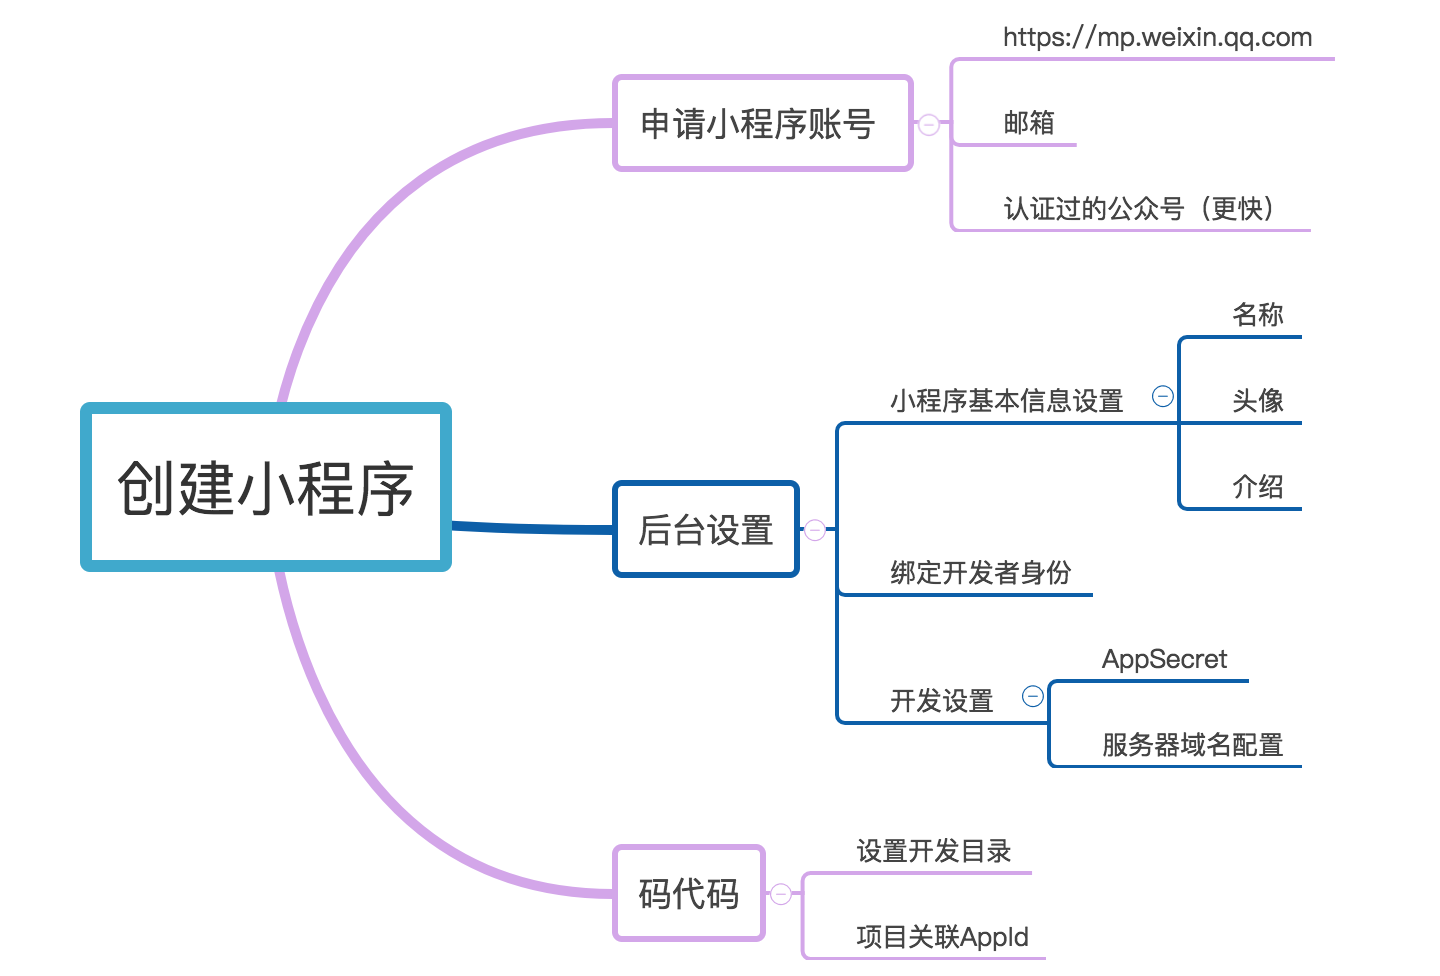 创建小程序
申请小程序账号
https://mp.weixin.qq.com
邮箱
认证过的公众号（更快）
后台设置
小程序基本信息设置
名称
头像
介绍
绑定开发者身份
开发设置
AppSecret
服务器域名配置
码代码
设置开发目录
项目关联AppId